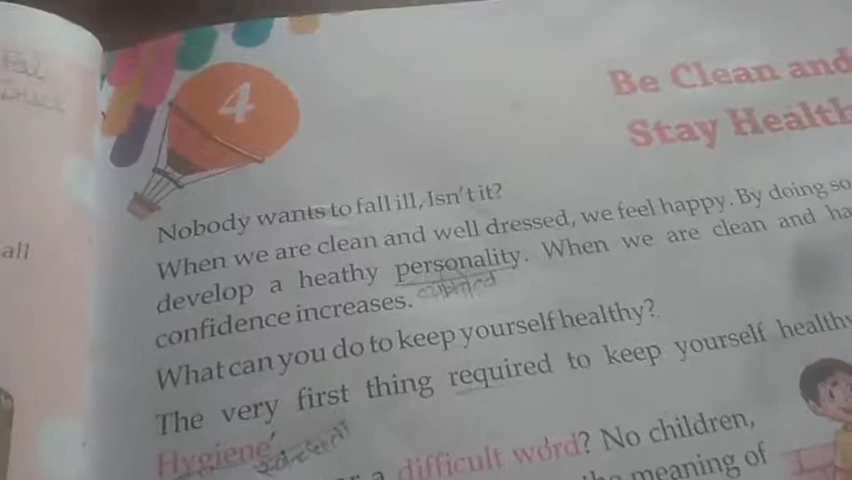 4
Be Clean and
Stay Health
Nobody wants to fall ill, Isn't it?
When we are clean and well dressed, we feel happy. By doing so
develop a heathy personality. When we are clean and ha
confidence increases.
What can you do to keep yourself healthy?
The very first thing required to keep yourself healthy
Hygiene'
a difficult word? No children,
the meaning of
all